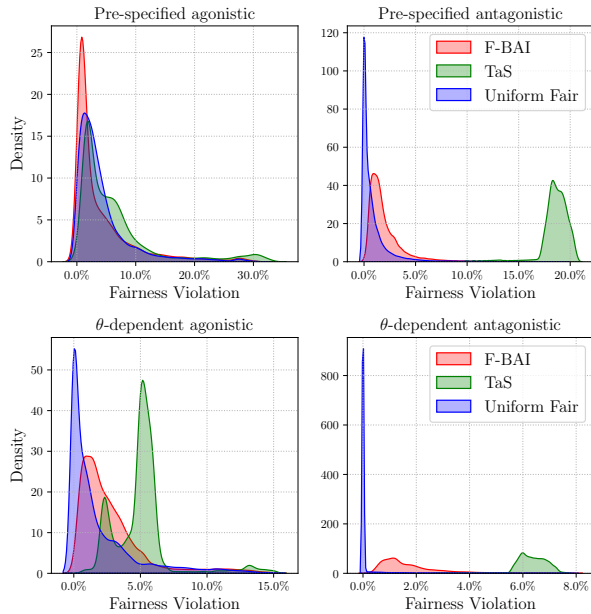 Pre-specified agonistic
Density
25
20
15
10
5
0
0.0% 10.0% 20.0% 30.0%
Fairness Violation
Pre-specified antagonistic
F-BAI
TaS
Uniform Fair
120
100
80
60
40
20
0
0.0% 5.0% 10.0% 15.0% 20.0%
Fairness Violation
θ-dependent agonistic
Density
50
40
30
20
10
0
0.0% 5.0% 10.0% 15.0%
Fairness Violation
θ-dependent antagonistic
F-BAI
TaS
Uniform Fair
800
600
400
200
0
0.0% 2.0% 4.0% 6.0% 8.0%
Fairness Violation